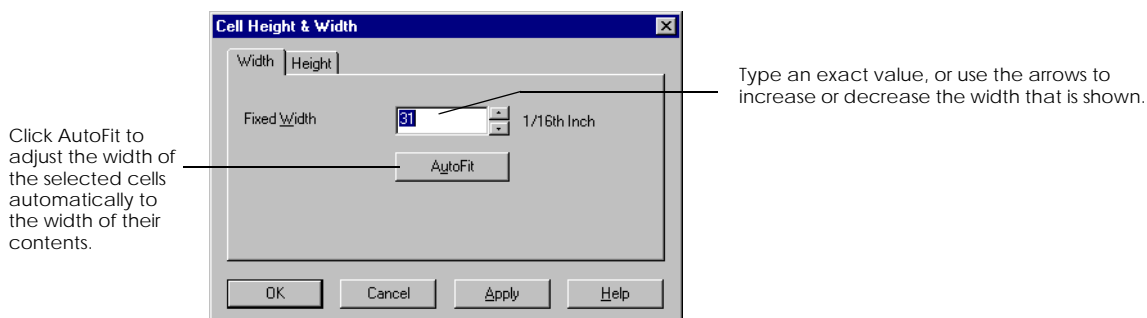 Cell Height & Width
Width Height
Fixed Width 31 1/16th Inch
AutoFit
OK Cancel Apply Help
Type an exact value, or use the arrows to
increase or decrease the width that is shown.
Click AutoFit to
adjust the width of
the selected cells
automatically to
the width of their
contents.